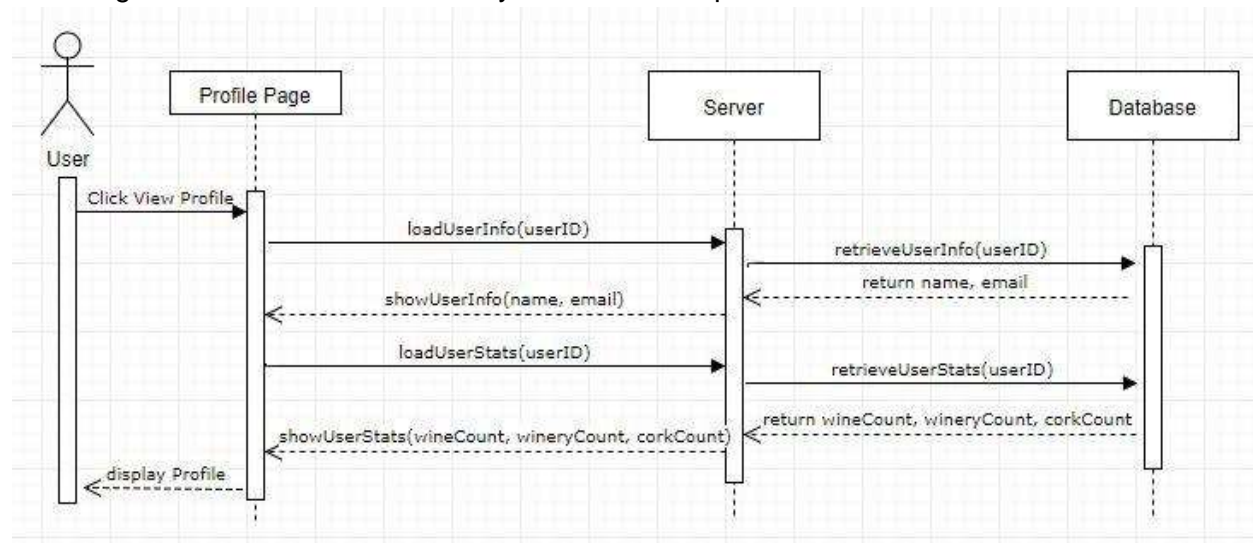 Profile Page
Server
Database
User
Click View Profile
loadUserInfo(userID)
retrieveUserInfo(userID)
return name, email
showUserInfo(name, email)
loadUserStats(userID)
retrieveUserStats(userID)
return wineCount, wineryCount, corkCount
showUserStats(wineCount, wineryCount, corkCount)
display Profile